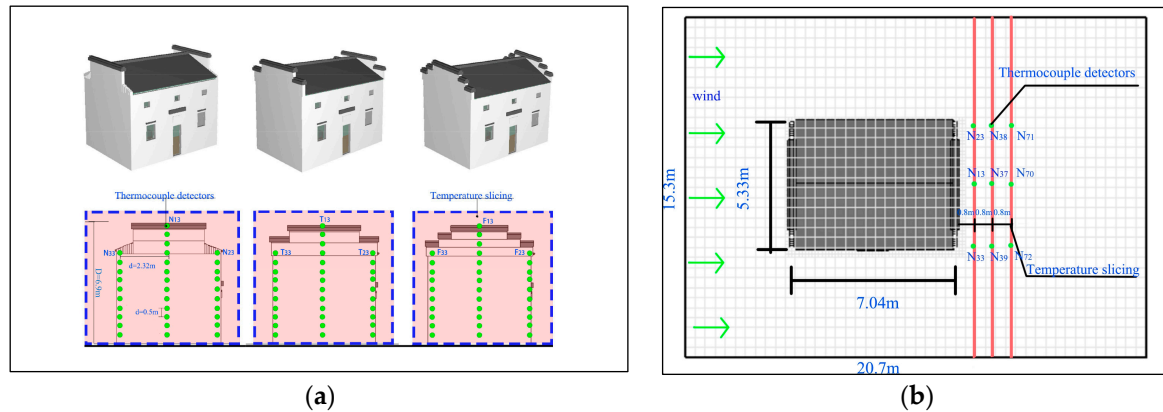 Thermocouple detectors
Temperature slicing
N13
T13
F13
N33
N23
T33
T23
F33
F23
d=2.32m
D=6.9m
d=0.5m
(a)
Thermocouple detectors
wind
N23
N38
N71
N13
N37
N70
15.3m
5.33m
0.8m
0.8m
0.8m
N33
N39
N72
Temperature slicing
7.04m
20.7m
(b)